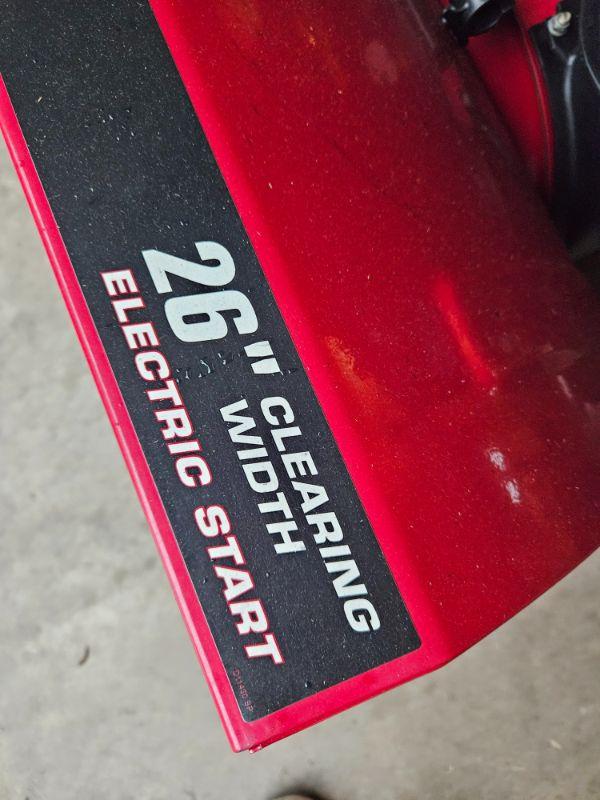 26" CLEARING
WIDTH
ELECTRIC START